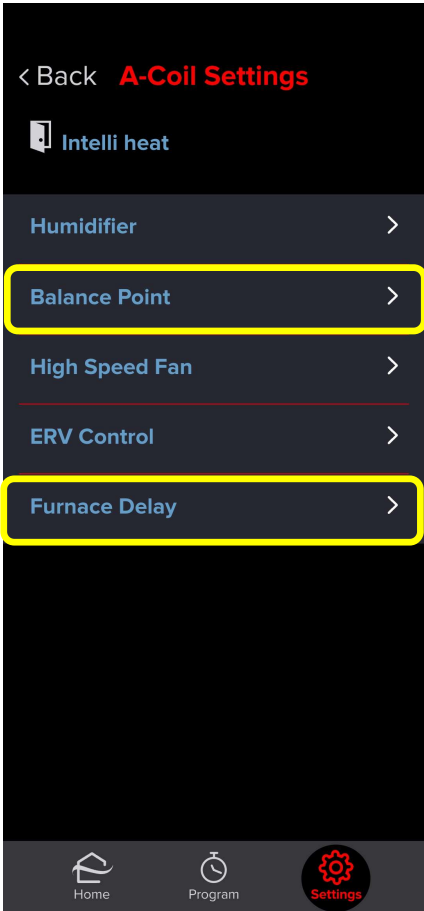 Back A-Coil Settings
Intelli heat
Humidifier
Balance Point
High Speed Fan
ERV Control
Furnace Delay
Home Program Settings